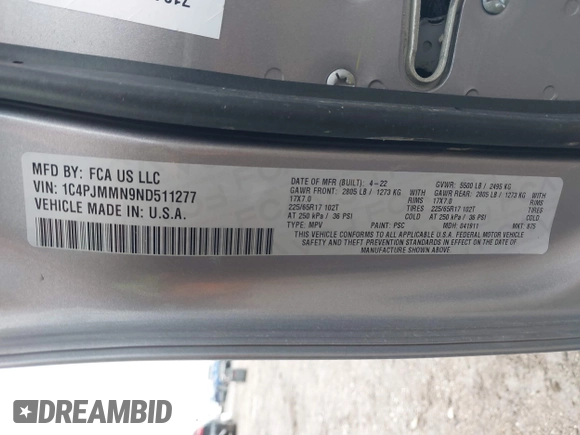 MFD BY: FCA US LLC
VIN: 1C4PJMMN9ND511277
VEHICLE MADE IN: U.S.A.
DATE OF MFR (BUILT): 4-22 GVWR: 5500 LB / 2495 KG
GAWR FRONT: 2805 LB / 1273 KG WITH GAWR REAR: 2805 LB / 1273 KG WITH
17X7.0 RIMS 17X7.0 RIMS
225/65R17 102T TIRES 225/65R17 102T TIRES
AT 250 kPa / 36 PSI COLD AT 250 kPa / 36 PSI COLD
TYPE: MPV PAINT: PSC MDH: 041911 MKT: 675
THIS VEHICLE CONFORMS TO ALL APPLICABLE U.S.A. FEDERAL MOTOR VEHICLE
SAFETY AND THEFT PREVENTION STANDARDS IN EFFECT ON THE DATE OF
MANUFACTURE SHOWN ABOVE.
DREAMBID